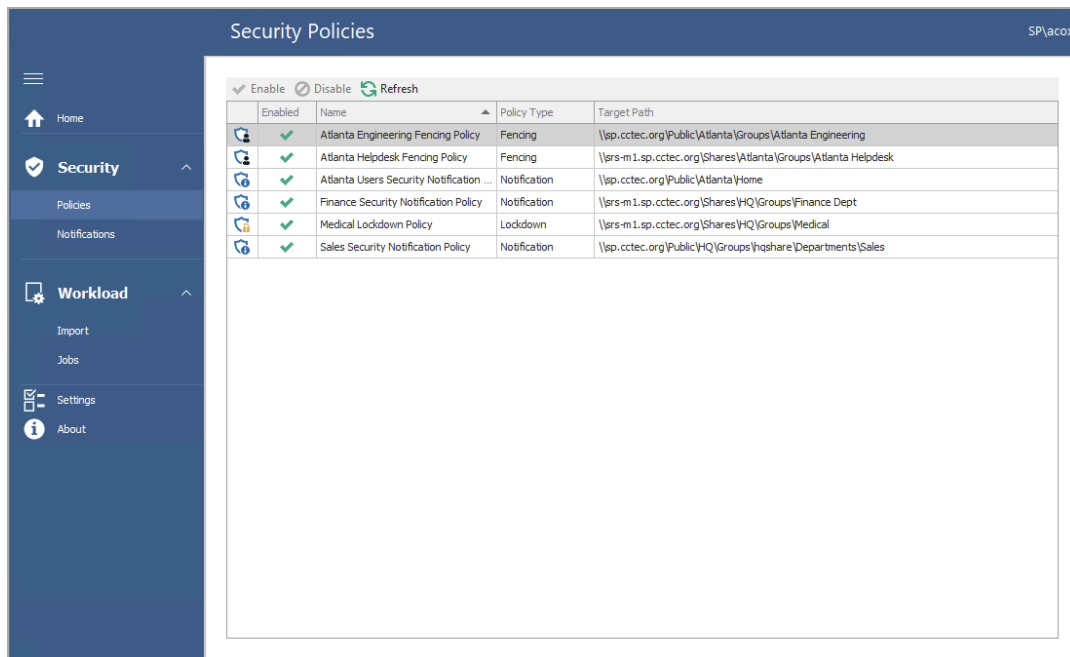 Security Policies
SP\acox
Home
Security
Policies
Notifications
Workload
Import
Jobs
Settings
About
Enable Disable Refresh
Enabled Name Policy Type Target Path
Atlanta Engineering Fencing Policy Fencing \\sp.cctec.org\Public\Atlanta\Groups\Atlanta Engineering
Atlanta Helpdesk Fencing Policy Fencing \\srs-m1.sp.cctec.org\Shares\Atlanta\Groups\Atlanta Helpdesk
Atlanta Users Security Notification ... Notification \\sp.cctec.org\Public\Atlanta\Home
Finance Security Notification Policy Notification \\srs-m1.sp.cctec.org\Shares\HQ\Groups\Finance Dept
Medical Lockdown Policy Lockdown \\srs-m1.sp.cctec.org\Shares\HQ\Groups\Medical
Sales Security Notification Policy Notification \\sp.cctec.org\Public\HQ\Groups\hqshare\Departments\Sales